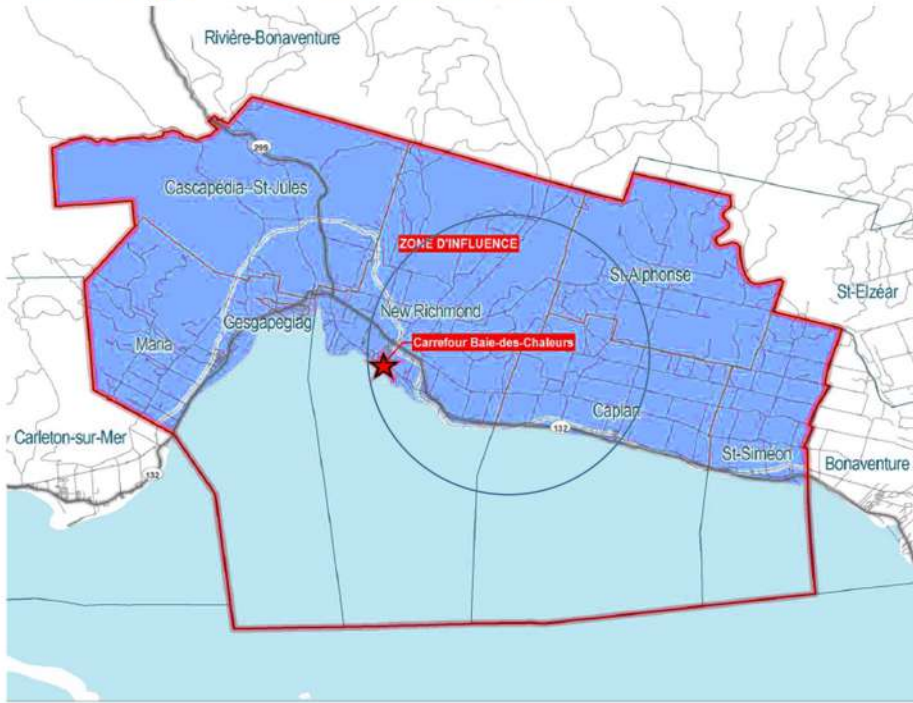 Rivière-Bonaventure
299
Cascapédia--St-Jules
ZONE D'INFLUENCE
St-Alphonse
St-Elzéar
Gesgapegiag
New Richmond
Maria
Carrefour Baie-des-Chaleurs
Caplan
Carleton-sur-Mer
132
132
St-Siméon
Bonaventure